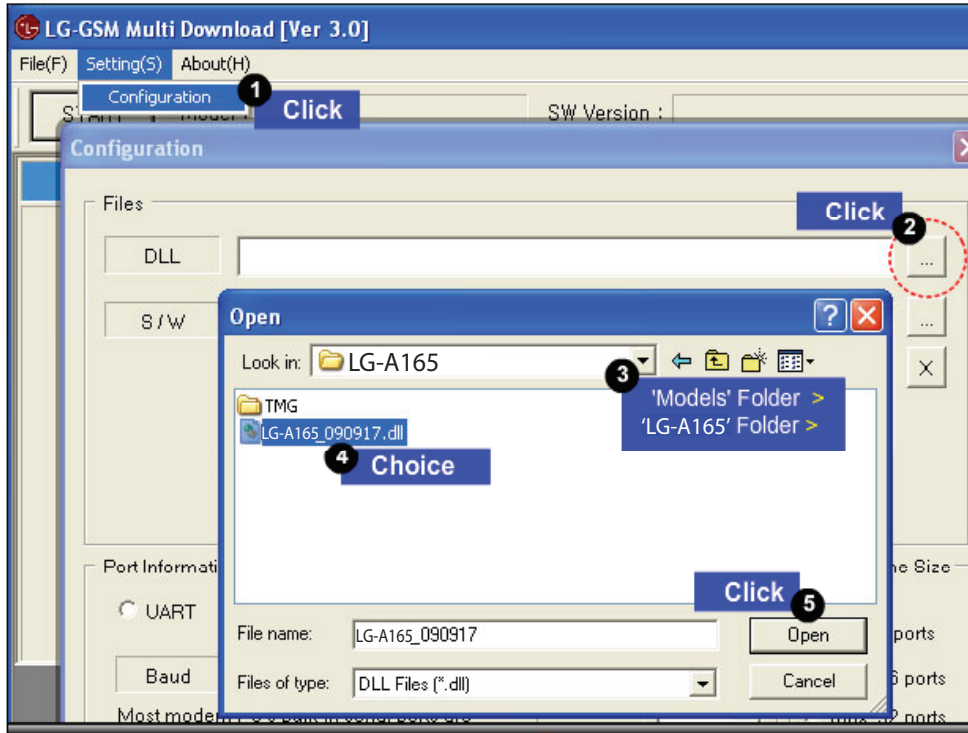 LG-GSM Multi Download [Ver 3.0]
File(F) Setting(S) About(H)
Configuration
1
Click
SW Version :
Configuration
Files
Click
2
DLL
...
S/W
...
X
Open
Look in: LG-A165
3
'Models' Folder >
'LG-A165' Folder >
TMG
LG-A165_090917.dll
4
Choice
Click
5
File name: LG-A165_090917
Open
Files of type: DLL Files (*.dll)
Cancel
Port Informati
UART
Baud
ports
ports
ports